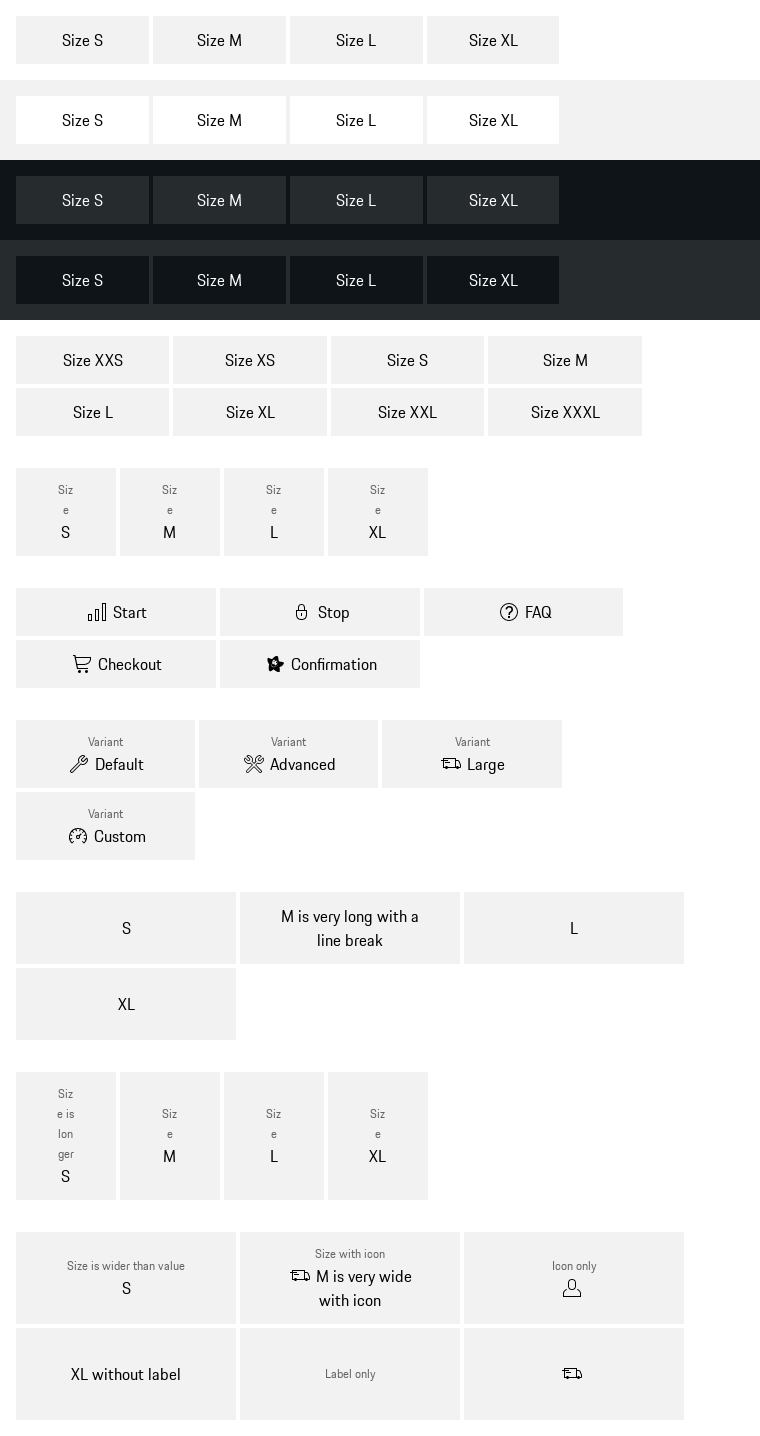 Size S Size M Size L Size XL
Size S Size M Size L Size XL
Size S Size M Size L Size XL
Size S Size M Size L Size XL
Size XXS Size XS Size S Size M
Size L Size XL Size XXL Size XXXL
Siz Siz Siz Siz
e e e e
S M L XL
Start Stop FAQ
Checkout Confirmation
Variant Variant Variant
Default Advanced Large
Variant
Custom
S M is very long with a L
line break
XL
Siz
e is Siz Siz Siz
lon e e e
ger M L XL
S
Size is wider than value Size with icon Icon only
S M is very wide
with icon
XL without label Label only